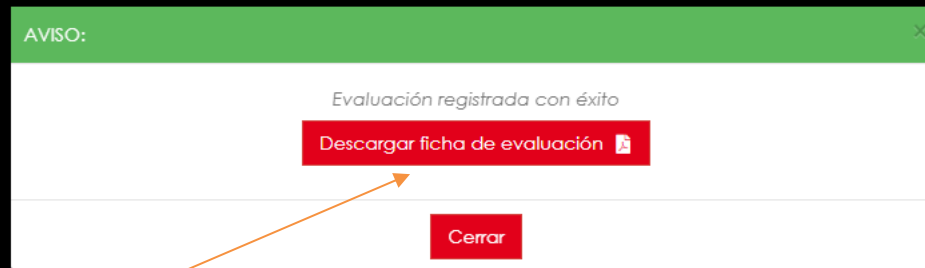 AVISO:
Evaluación registrada con éxito
Descargar ficha de evaluación
Cerrar